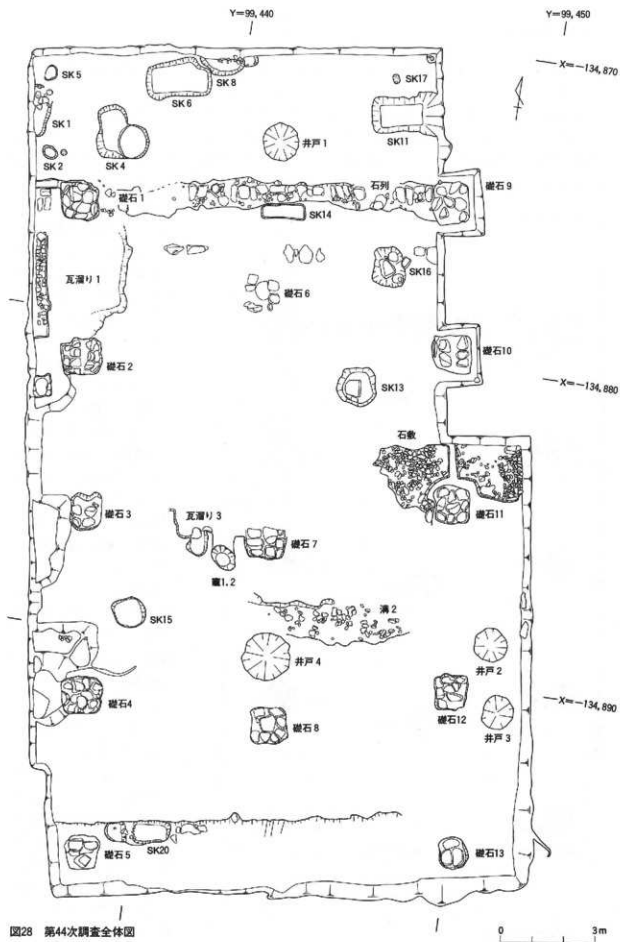 Y=99,440
Y=99,450
X=-134,870
SK5
SK8
SK6
SK17
SK1
SK11
SK4
井戸1
SK2
礎石1
石列
礎石9
SK14
瓦溜り1
SK16
礎石6
礎石2
礎石10
X=-134,880
SK13
石敷
礎石3
礎石11
瓦溜り3
礎石7
竈1,2
SK15
溝2
井戸4
井戸2
礎石4
礎石12
X=-134,890
井戸3
礎石8
礎石5
SK20
礎石13
図28 第44次調査全体図
0 3m